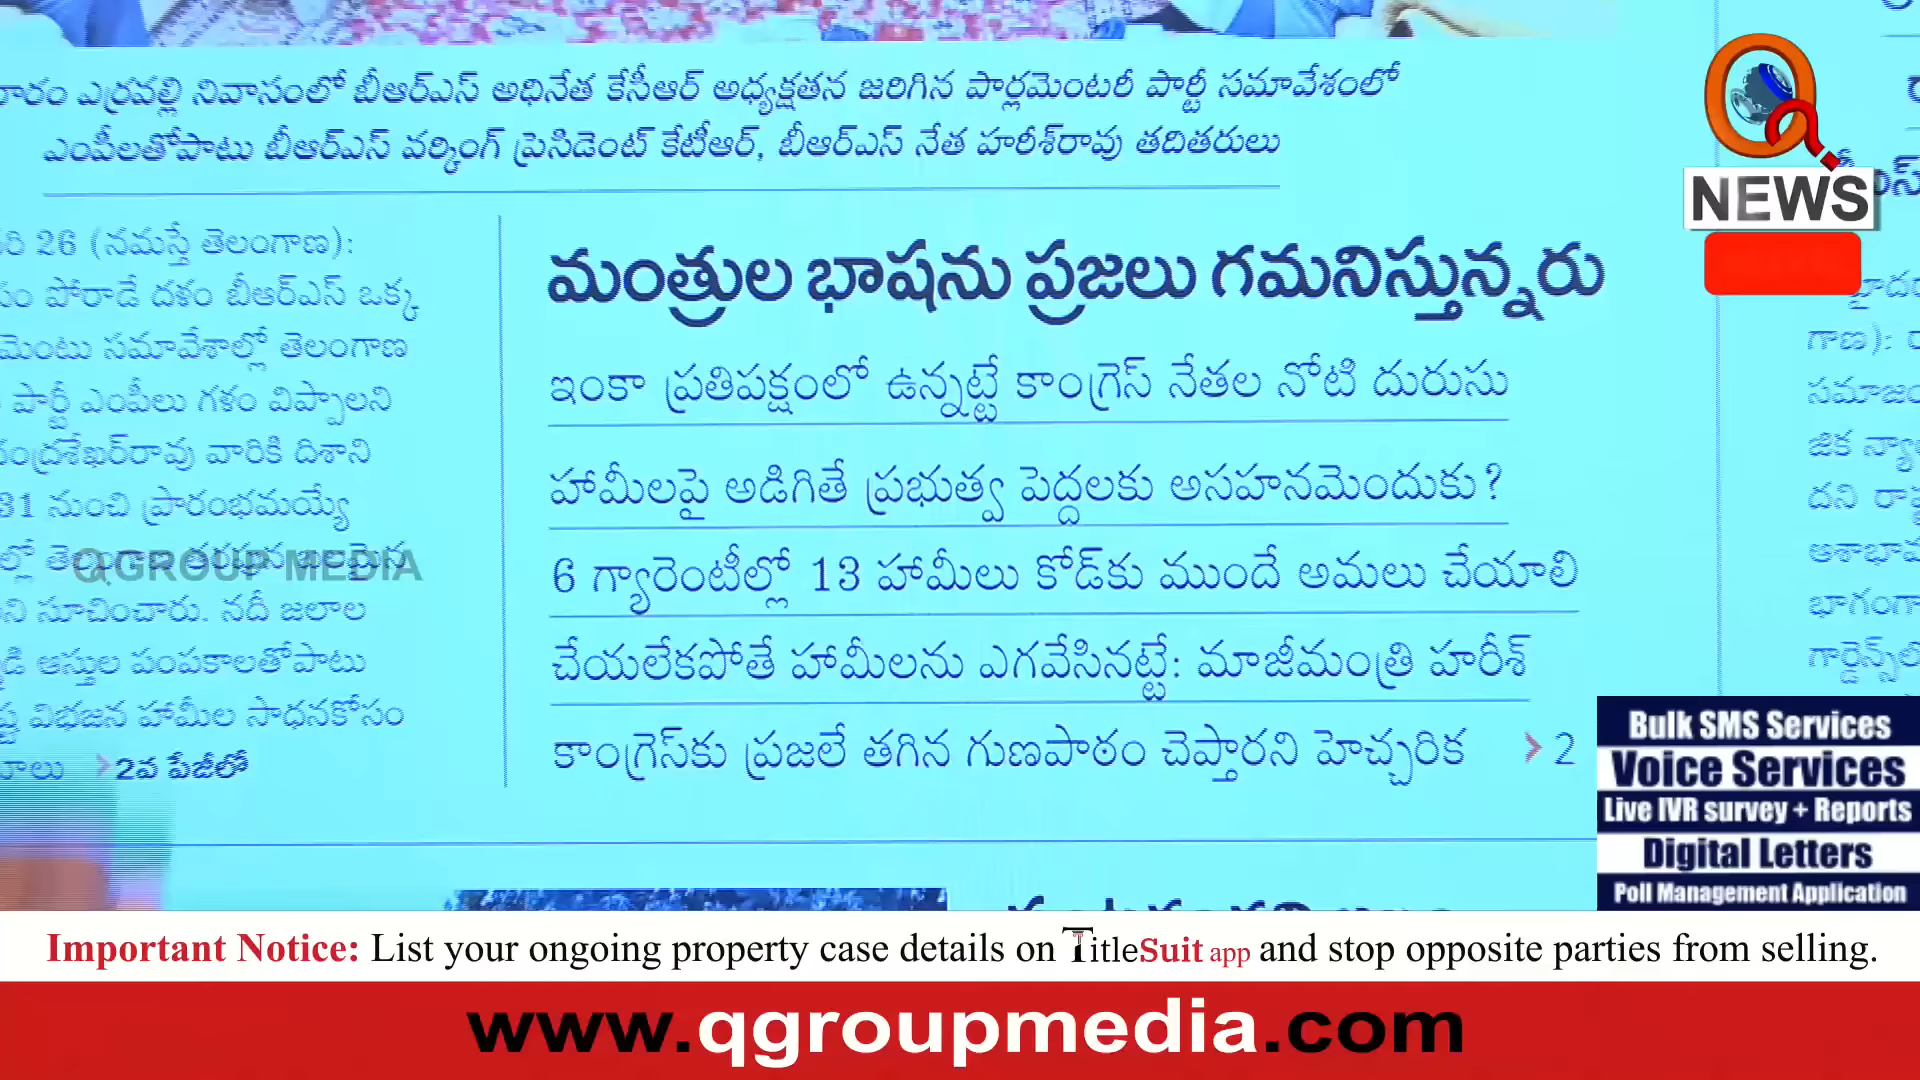 ఎర్రవల్లి నివాసంలో బీఆర్ఎస్ అధినేత కేసీఆర్ అధ్యక్షతన జరిగిన పార్లమెంటరీ పార్టీ సమావేశంలో
ఎంపీలతోపాటు బీఆర్ఎస్ వర్కింగ్ ప్రెసిడెంట్ కేటీఆర్, బీఆర్ఎస్ నేత హరీశ్‌రావు తదితరులు
26 (నమస్తే తెలంగాణ):
పోరాడే దళం బీఆర్ఎస్ ఒక్క
సమావేశాల్లో తెలంగాణ
పార్టీ ఎంపీలు గళం విప్పాలని
వారికి దిశాని
నుంచి ప్రారంభమయ్యే
సూచించారు. నదీ జలాల
ఆస్తుల పంపకాలతోపాటు
విభజన హామీల సాధనకోసం
2వ పేజీలో
మంత్రుల భాషను ప్రజలు గమనిస్తున్నరు
ఇంకా ప్రతిపక్షంలో ఉన్నట్టే కాంగ్రెస్ నేతల నోటి దురుసు
హామీలపై అడిగితే ప్రభుత్వ పెద్దలకు అసహనమెందుకు?
6 గ్యారెంటీల్లో 13 హామీలు కోడ్‌కు ముందే అమలు చేయాలి
చేయలేకపోతే హామీలను ఎగవేసినట్టే: మాజీమంత్రి హరీశ్
కాంగ్రెస్‌కు ప్రజలే తగిన గుణపాఠం చెప్తారని హెచ్చరిక > 2
QGROUP MEDIA
Q
NEWS
Bulk SMS Services
Voice Services
Live IVR survey + Reports
Digital Letters
Poll Management Application
Important Notice: List your ongoing property case details on TitleSuit app and stop opposite parties from selling.
www.qgroupmedia.com